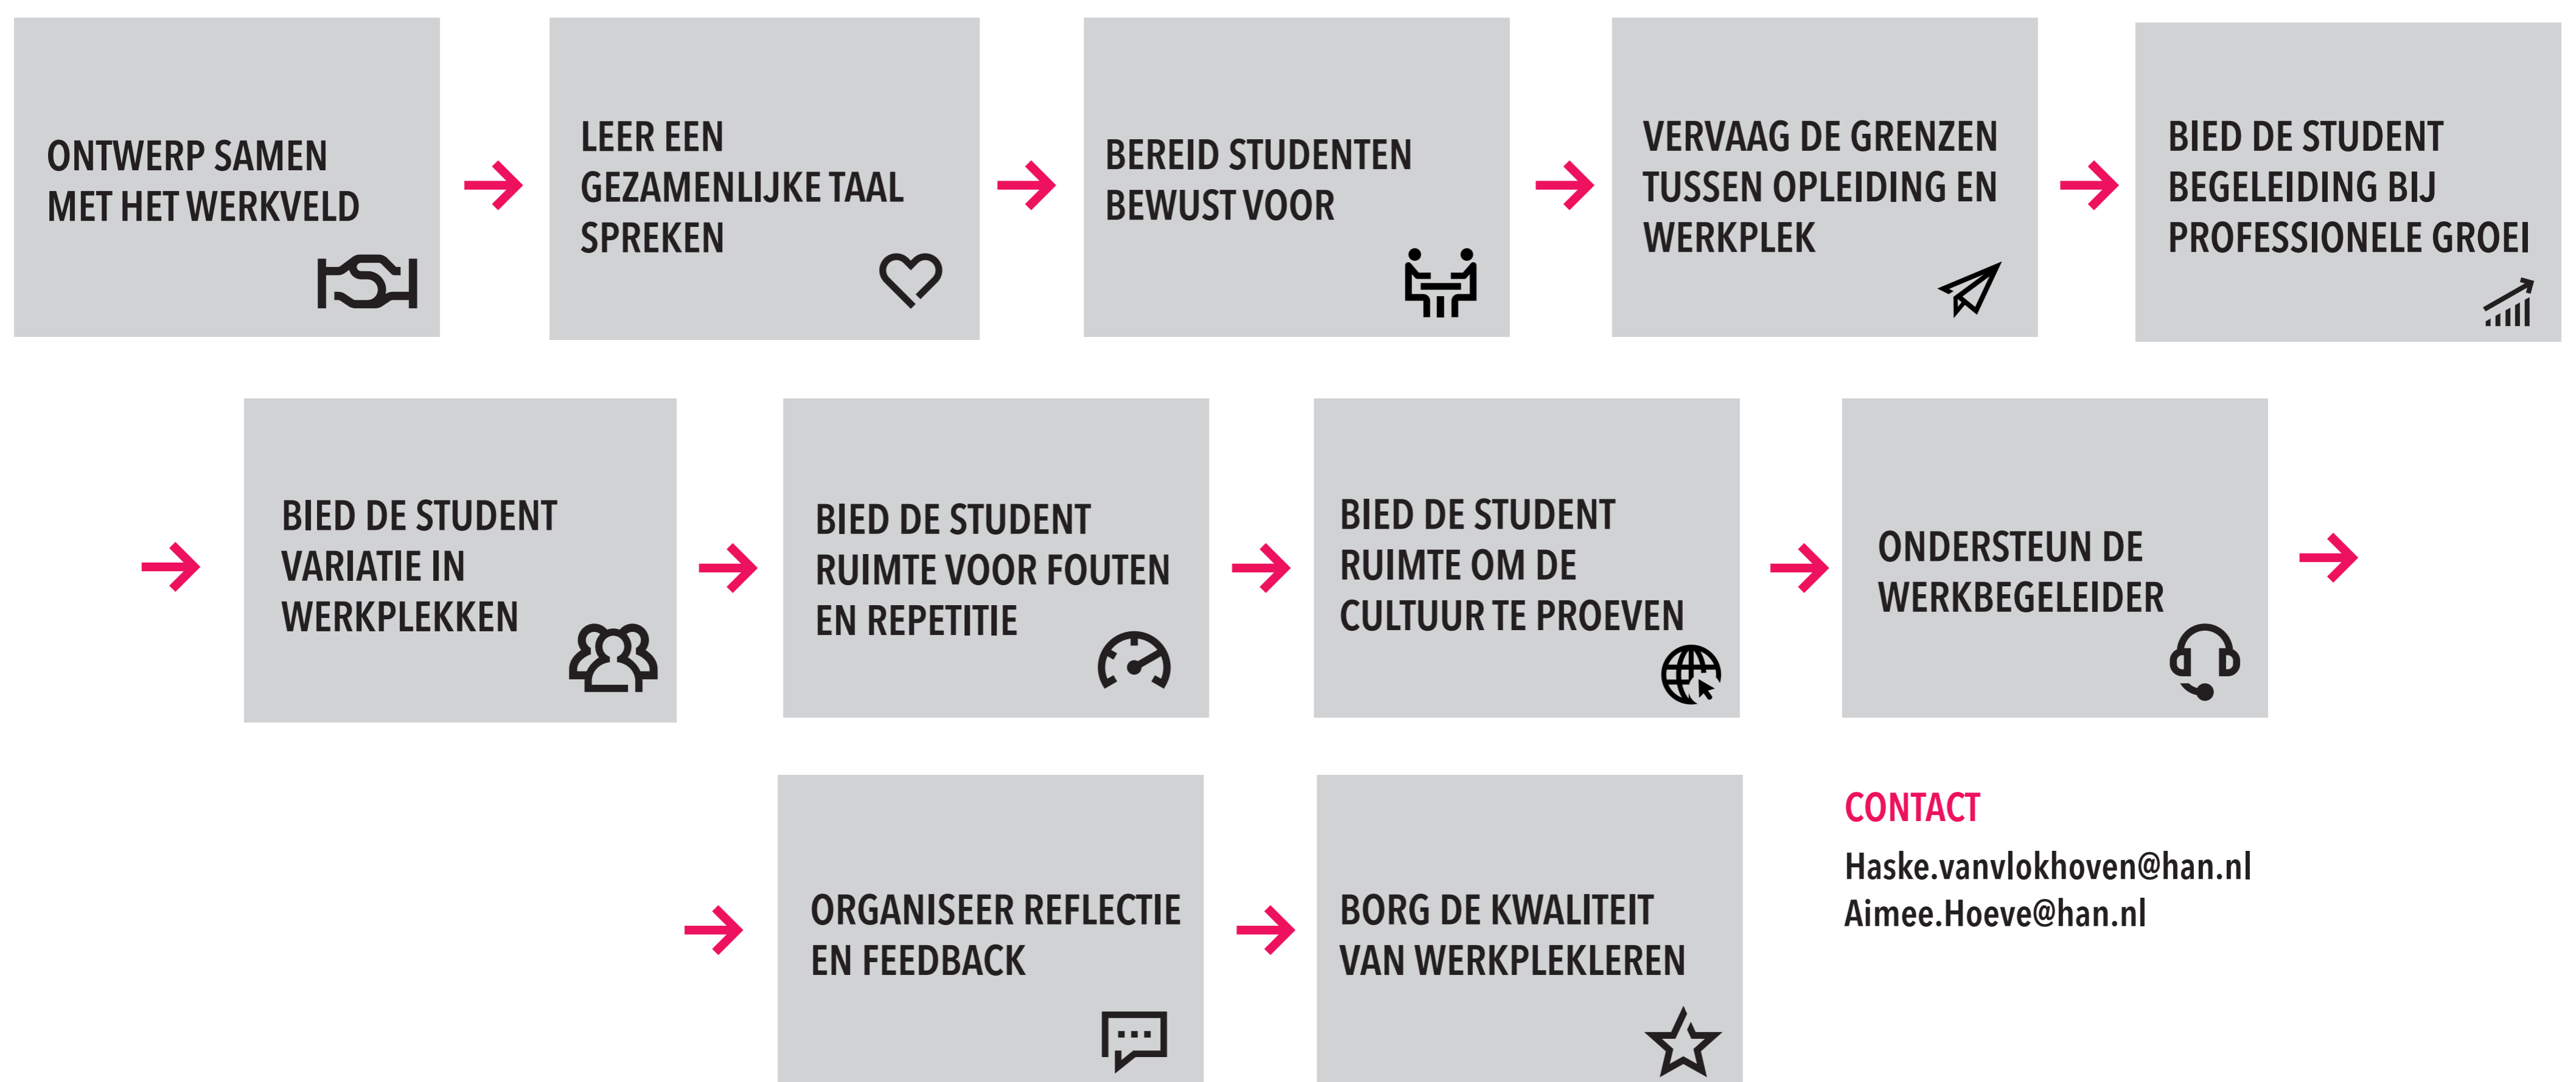 ONTWERP SAMEN
MET HET WERKVELD
LEER EEN
GEZAMENLIJKE TAAL
SPREKEN
BEREID STUDENTEN
BEWUST VOOR
VERVAAG DE GRENZEN
TUSSEN OPLEIDING EN
WERKPLEK
BIED DE STUDENT
BEGELEIDING BIJ
PROFESSIONELE GROEI
BIED DE STUDENT
VARIATIE IN
WERKPLEKKEN
BIED DE STUDENT
RUIMTE VOOR FOUTEN
EN REPETITIE
BIED DE STUDENT
RUIMTE OM DE
CULTUUR TE PROEVEN
ONDERSTEUN DE
WERKBEGELEIDER
ORGANISEER REFLECTIE
EN FEEDBACK
BORG DE KWALITEIT
VAN WERKPLEKLEREN
CONTACT
Haske.vanvlokhoven@han.nl
Aimee.Hoeve@han.nl